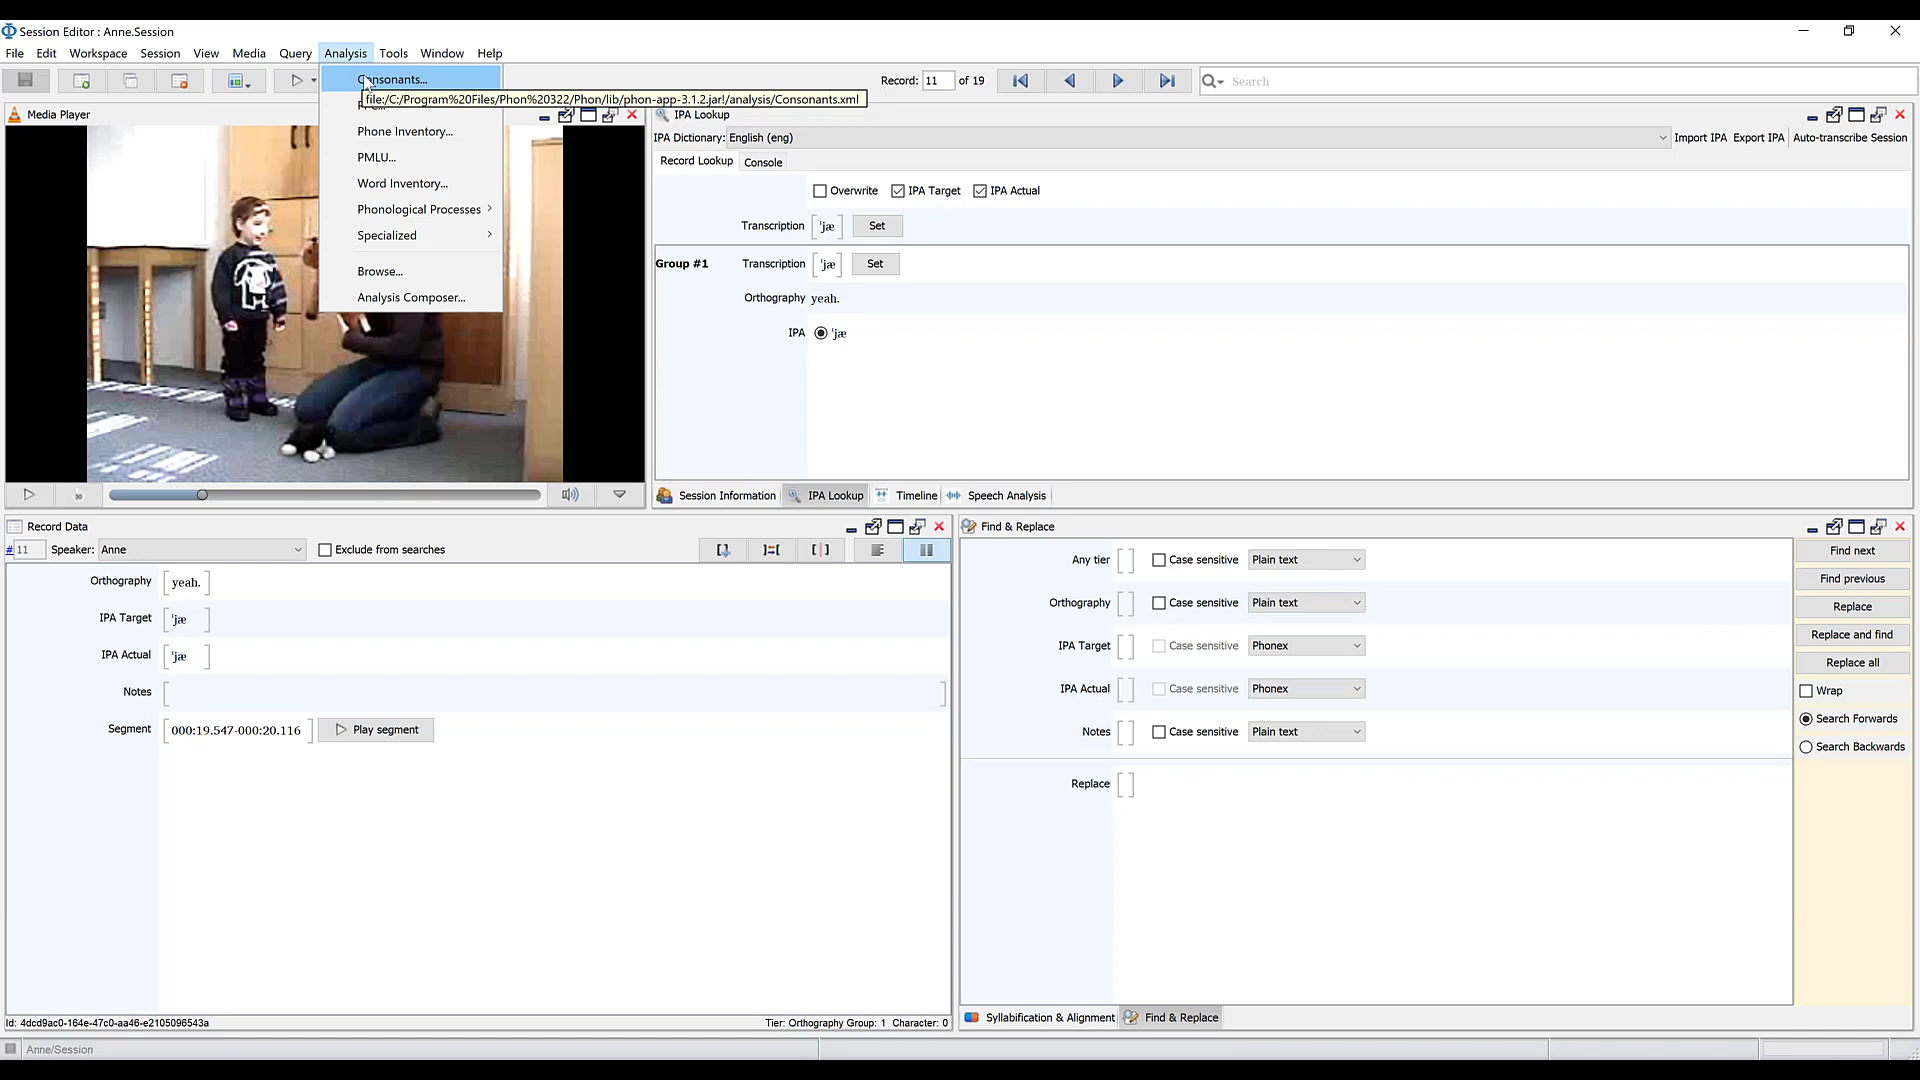 Session Editor : Anne.Session
File Edit Workspace Session View Media Query Analysis Tools Window Help
Record: 11 of 19 Search
Consonants...
file:/C:/Program%20Files/Phon%20322/Phon/lib/phon-app-3.1.2.jar!/analysis/Consonants.xml
Phone Inventory...
PMLU...
Word Inventory...
Phonological Processes
Specialized
Browse...
Analysis Composer...
Media Player
IPA Lookup
IPA Dictionary: English (eng) Import IPA Export IPA Auto-transcribe Session
Record Lookup Console
Overwrite IPA Target IPA Actual
Transcription [ˈjæ] Set
Group #1 Transcription [ˈjæ] Set
Orthography yeah.
IPA ˈjæ
Session Information IPA Lookup Timeline Speech Analysis
Record Data
# 11 Speaker: Anne Exclude from searches
Orthography [yeah.]
IPA Target [ˈjæ]
IPA Actual [ˈjæ]
Notes [ ]
Segment [000:19.547-000:20.116] Play segment
Id: 4dcd9ac0-164e-47c0-aa46-e2105096543a Tier: Orthography Group: 1 Character: 0
Find & Replace
Any tier [ ] Case sensitive Plain text
Orthography [ ] Case sensitive Plain text
IPA Target [ ] Case sensitive Phonex
IPA Actual [ ] Case sensitive Phonex
Notes [ ] Case sensitive Plain text
Replace [ ]
Find next
Find previous
Replace
Replace and find
Replace all
Wrap
Search Forwards
Search Backwards
Syllabification & Alignment Find & Replace
Anne/Session